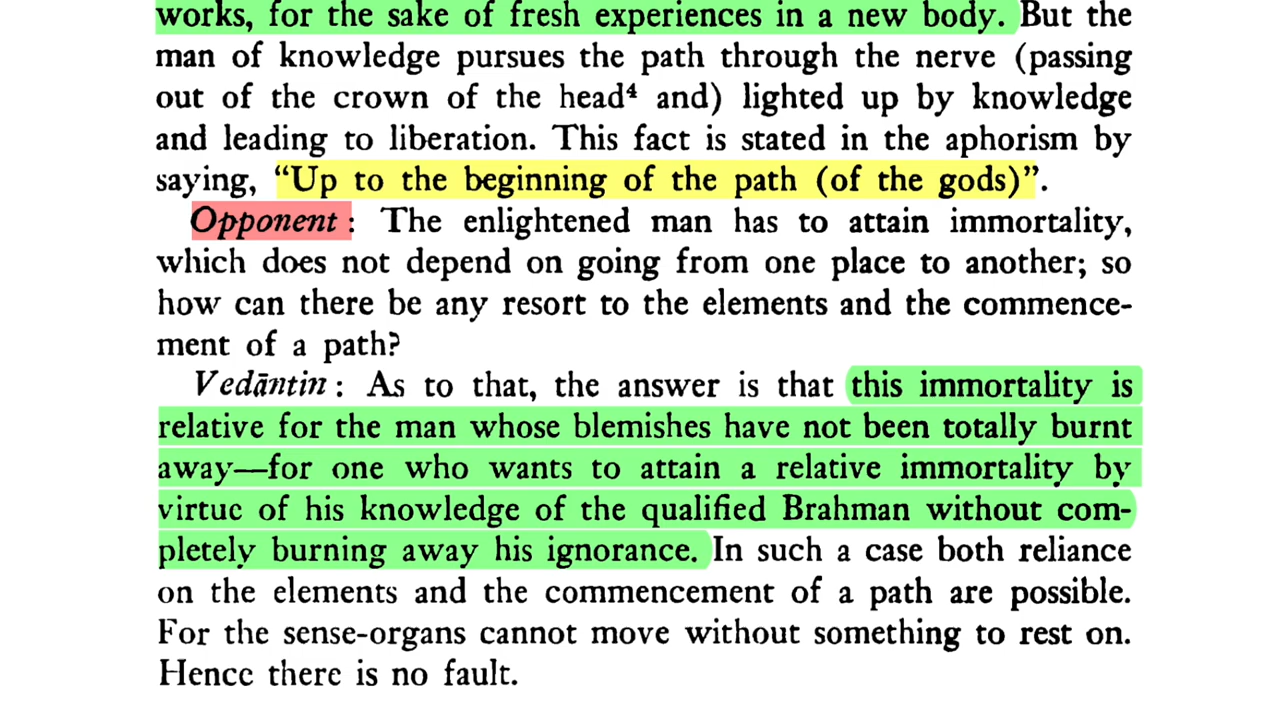 works, for the sake of fresh experiences in a new body. But the
man of knowledge pursues the path through the nerve (passing
out of the crown of the head⁴ and) lighted up by knowledge
and leading to liberation. This fact is stated in the aphorism by
saying, “Up to the beginning of the path (of the gods)”.
Opponent : The enlightened man has to attain immortality,
which does not depend on going from one place to another; so
how can there be any resort to the elements and the commence-
ment of a path?
Vedāntin : As to that, the answer is that this immortality is
relative for the man whose blemishes have not been totally burnt
away—for one who wants to attain a relative immortality by
virtue of his knowledge of the qualified Brahman without com-
pletely burning away his ignorance. In such a case both reliance
on the elements and the commencement of a path are possible.
For the sense-organs cannot move without something to rest on.
Hence there is no fault.